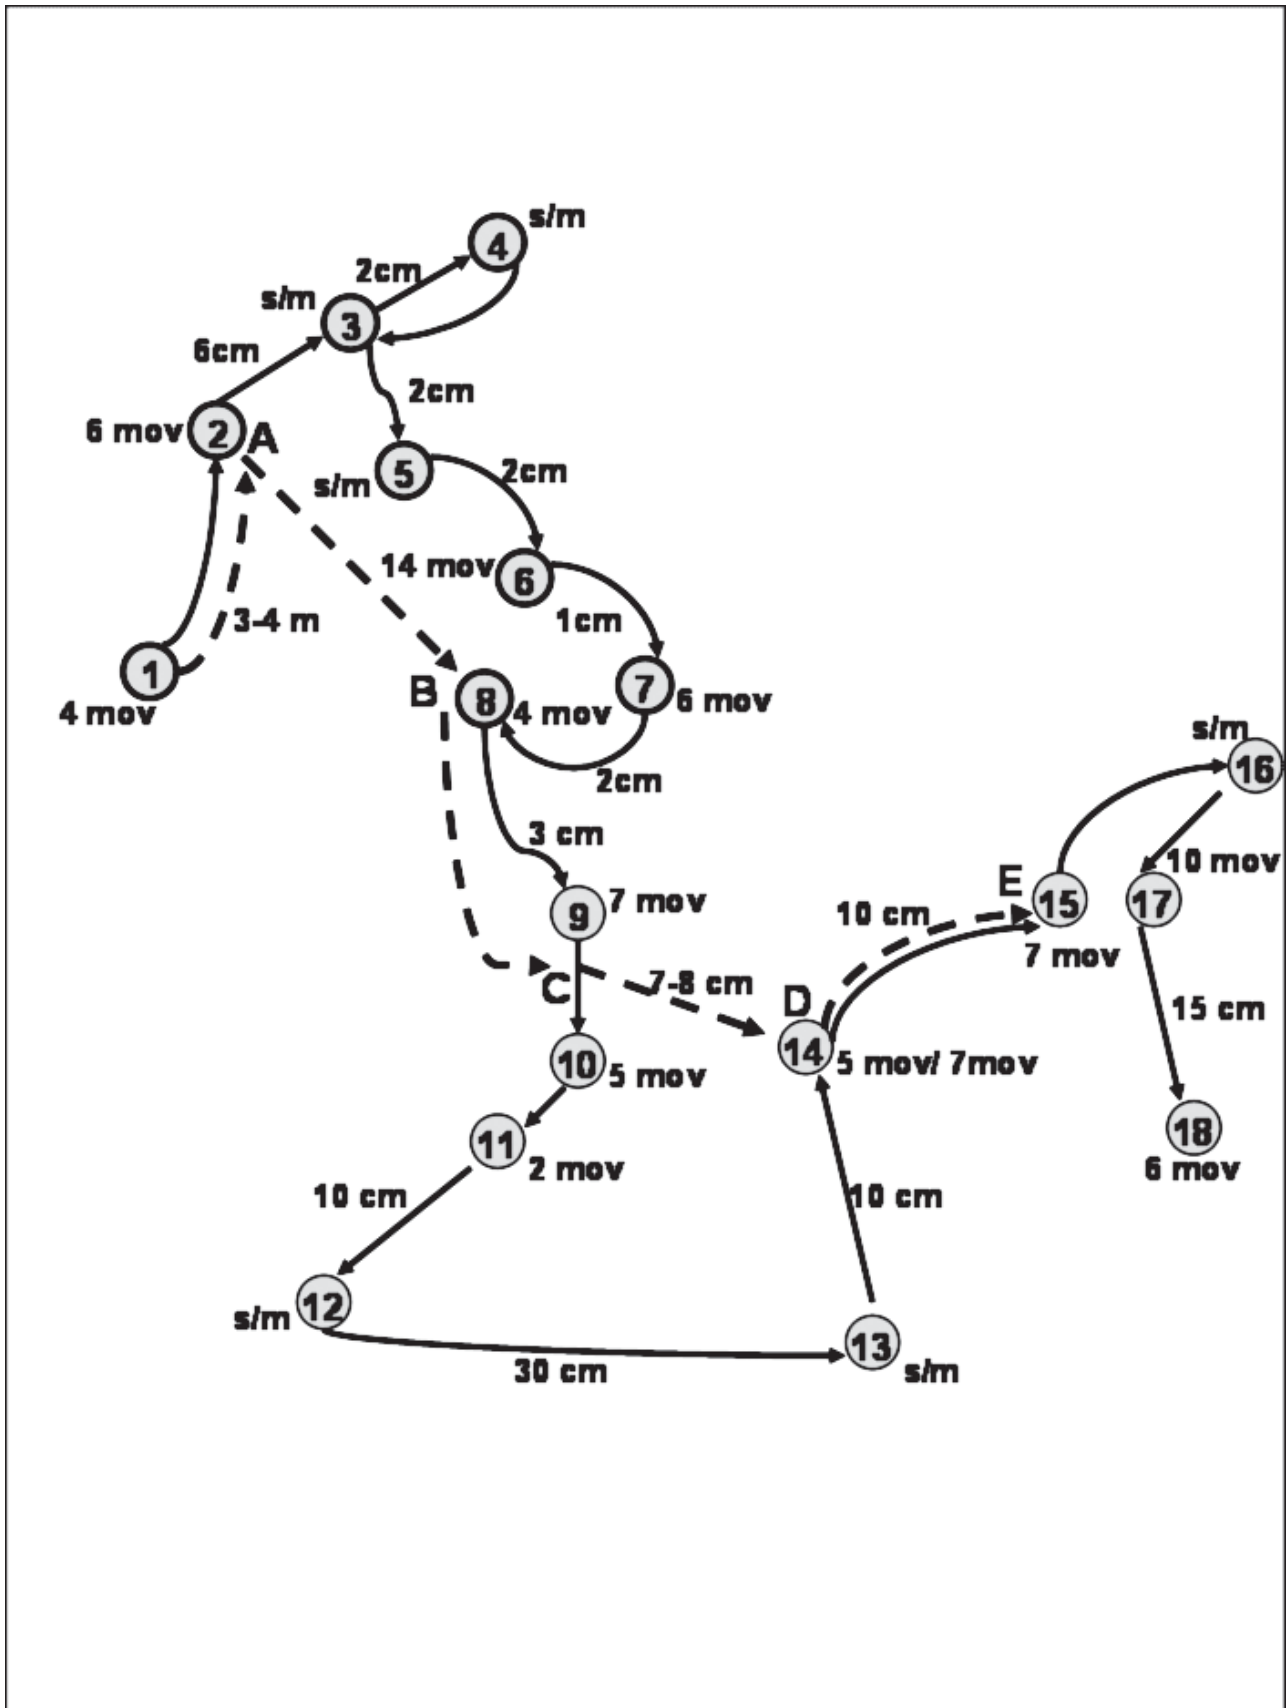 s/m
4
2cm
s/m
3
6cm
2cm
6 mov
2
A
5
2cm
s/m
14 mov
6
1cm
3-4 m
1
4 mov
B
8
4 mov
7
6 mov
2cm
s/m
16
3 cm
10 mov
9
7 mov
E
15
17
10 cm
7 mov
C
7-8 cm
D
15 cm
14
5 mov/ 7mov
10
5 mov
11
2 mov
18
6 mov
10 cm
10 cm
12
s/m
13
s/m
30 cm